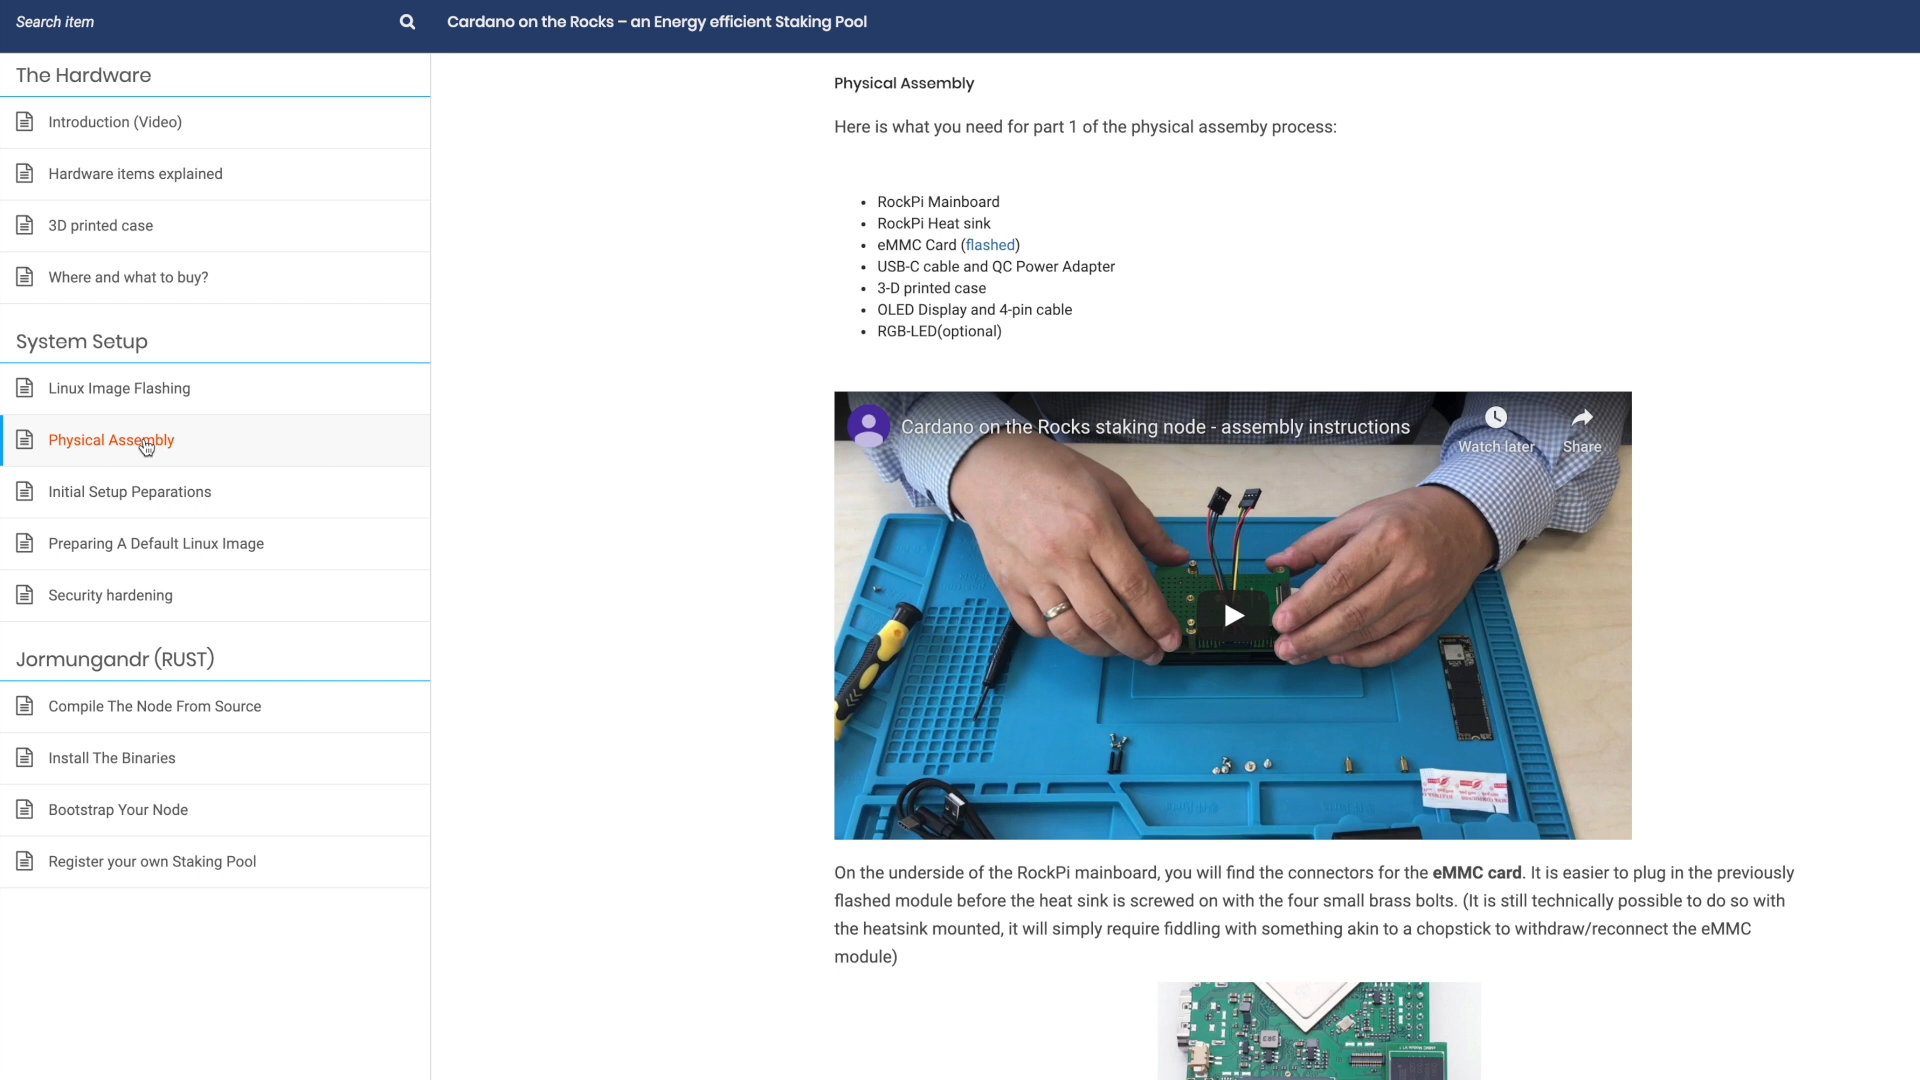 Search item
Cardano on the Rocks – an Energy efficient Staking Pool
The Hardware
Introduction (Video)
Hardware items explained
3D printed case
Where and what to buy?
System Setup
Linux Image Flashing
Physical Assembly
Initial Setup Peparations
Preparing A Default Linux Image
Security hardening
Jormungandr (RUST)
Compile The Node From Source
Install The Binaries
Bootstrap Your Node
Register your own Staking Pool
Physical Assembly
Here is what you need for part 1 of the physical assemby process:
• RockPi Mainboard
• RockPi Heat sink
• eMMC Card (flashed)
• USB-C cable and QC Power Adapter
• 3-D printed case
• OLED Display and 4-pin cable
• RGB-LED(optional)
Cardano on the Rocks staking node - assembly instructions
Watch later
Share
On the underside of the RockPi mainboard, you will find the connectors for the eMMC card. It is easier to plug in the previously
flashed module before the heat sink is screwed on with the four small brass bolts. (It is still technically possible to do so with
the heatsink mounted, it will simply require fiddling with something akin to a chopstick to withdraw/reconnect the eMMC
module)